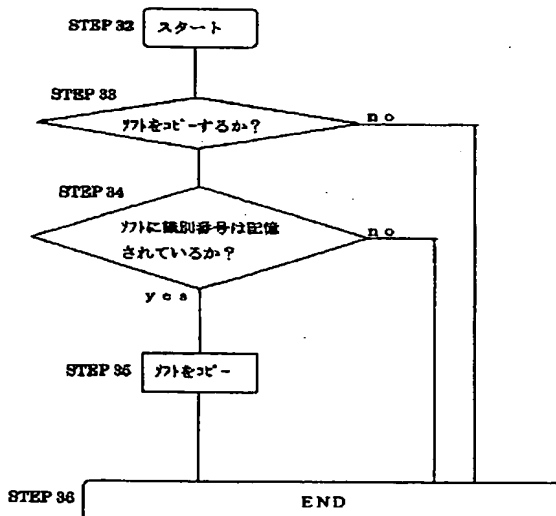 STEP 32 スタート
STEP 33
ソフトをコピーするか?
no
STEP 34
ソフトに識別番号は記憶
されているか?
no
yes
STEP 35 ソフトをコピー
STEP 36 END